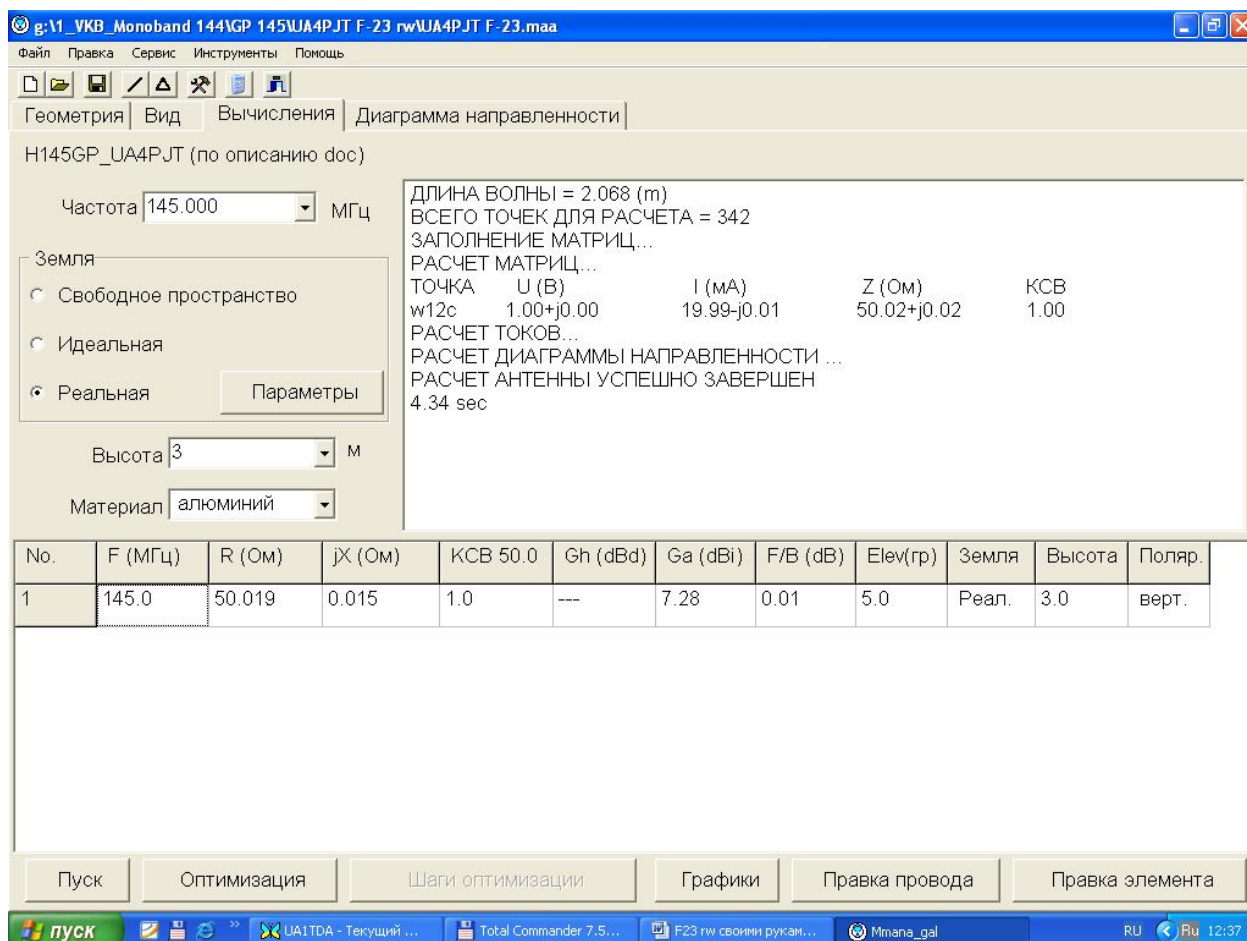 g:\1_VKB_Monoband 144\GP 145\UA4PJT F-23 rw\UA4PJT F-23.maa
Файл Правка Сервис Инструменты Помощь
Геометрия Вид Вычисления Диаграмма направленности
H145GP_UA4PJT (по описанию doc)
Частота 145.000 МГц
Земля
Свободное пространство
Идеальная
Реальная Параметры
Высота 3 м
Материал алюминий
ДЛИНА ВОЛНЫ = 2.068 (m)
ВСЕГО ТОЧЕК ДЛЯ РАСЧЕТА = 342
ЗАПОЛНЕНИЕ МАТРИЦ...
РАСЧЕТ МАТРИЦ...
ТОЧКА U (В) I (мА) Z (Ом) КСВ
w12c 1.00+j0.00 19.99-j0.01 50.02+j0.02 1.00
РАСЧЕТ ТОКОВ...
РАСЧЕТ ДИАГРАММЫ НАПРАВЛЕННОСТИ ...
РАСЧЕТ АНТЕННЫ УСПЕШНО ЗАВЕРШЕН
4.34 sec
No. F (МГц) R (Ом) jX (Ом) КСВ 50.0 Gh (dBd) Ga (dBi) F/B (dB) Elev(гр) Земля Высота Поляр.
1 145.0 50.019 0.015 1.0 --- 7.28 0.01 5.0 Реал. 3.0 верт.
Пуск Оптимизация Шаги оптимизации Графики Правка провода Правка элемента
пуск » UA1TDA - Текущий ... Total Commander 7.5... F23 rw своими рукам... Mmana_gal RU Ru 12:37